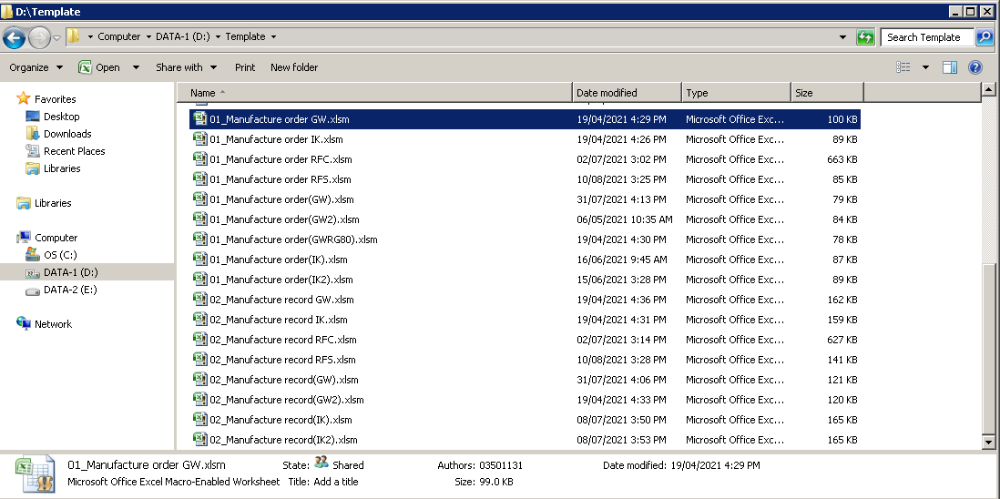 D:\Template
Computer DATA-1 (D:) Template Search Template
Organize Open Share with Print New folder
Favorites
Desktop
Downloads
Recent Places
Libraries
Libraries
Computer
OS (C:)
DATA-1 (D:)
DATA-2 (E:)
Network
Name Date modified Type Size
01_Manufacture order GW.xlsm 19/04/2021 4:29 PM Microsoft Office Exc... 100 KB
01_Manufacture order IK.xlsm 19/04/2021 4:26 PM Microsoft Office Exc... 89 KB
01_Manufacture order RFC.xlsm 02/07/2021 3:02 PM Microsoft Office Exc... 663 KB
01_Manufacture order RFS.xlsm 10/08/2021 3:25 PM Microsoft Office Exc... 85 KB
01_Manufacture order(GW).xlsm 31/07/2021 4:13 PM Microsoft Office Exc... 79 KB
01_Manufacture order(GW2).xlsm 06/05/2021 10:35 AM Microsoft Office Exc... 84 KB
01_Manufacture order(GWRG80).xlsm 19/04/2021 4:30 PM Microsoft Office Exc... 78 KB
01_Manufacture order(IK).xlsm 16/06/2021 9:45 AM Microsoft Office Exc... 87 KB
01_Manufacture order(IK2).xlsm 15/06/2021 3:28 PM Microsoft Office Exc... 89 KB
02_Manufacture record GW.xlsm 19/04/2021 4:36 PM Microsoft Office Exc... 162 KB
02_Manufacture record IK.xlsm 19/04/2021 4:31 PM Microsoft Office Exc... 159 KB
02_Manufacture record RFC.xlsm 02/07/2021 3:14 PM Microsoft Office Exc... 627 KB
02_Manufacture record RFS.xlsm 10/08/2021 3:28 PM Microsoft Office Exc... 141 KB
02_Manufacture record(GW).xlsm 31/07/2021 4:06 PM Microsoft Office Exc... 121 KB
02_Manufacture record(GW2).xlsm 19/04/2021 4:33 PM Microsoft Office Exc... 120 KB
02_Manufacture record(IK).xlsm 08/07/2021 3:50 PM Microsoft Office Exc... 165 KB
02_Manufacture record(IK2).xlsm 08/07/2021 3:53 PM Microsoft Office Exc... 165 KB
01_Manufacture order GW.xlsm State: Shared Authors: 03501131 Date modified: 19/04/2021 4:29 PM
Microsoft Office Excel Macro-Enabled Worksheet Title: Add a title Size: 99.0 KB